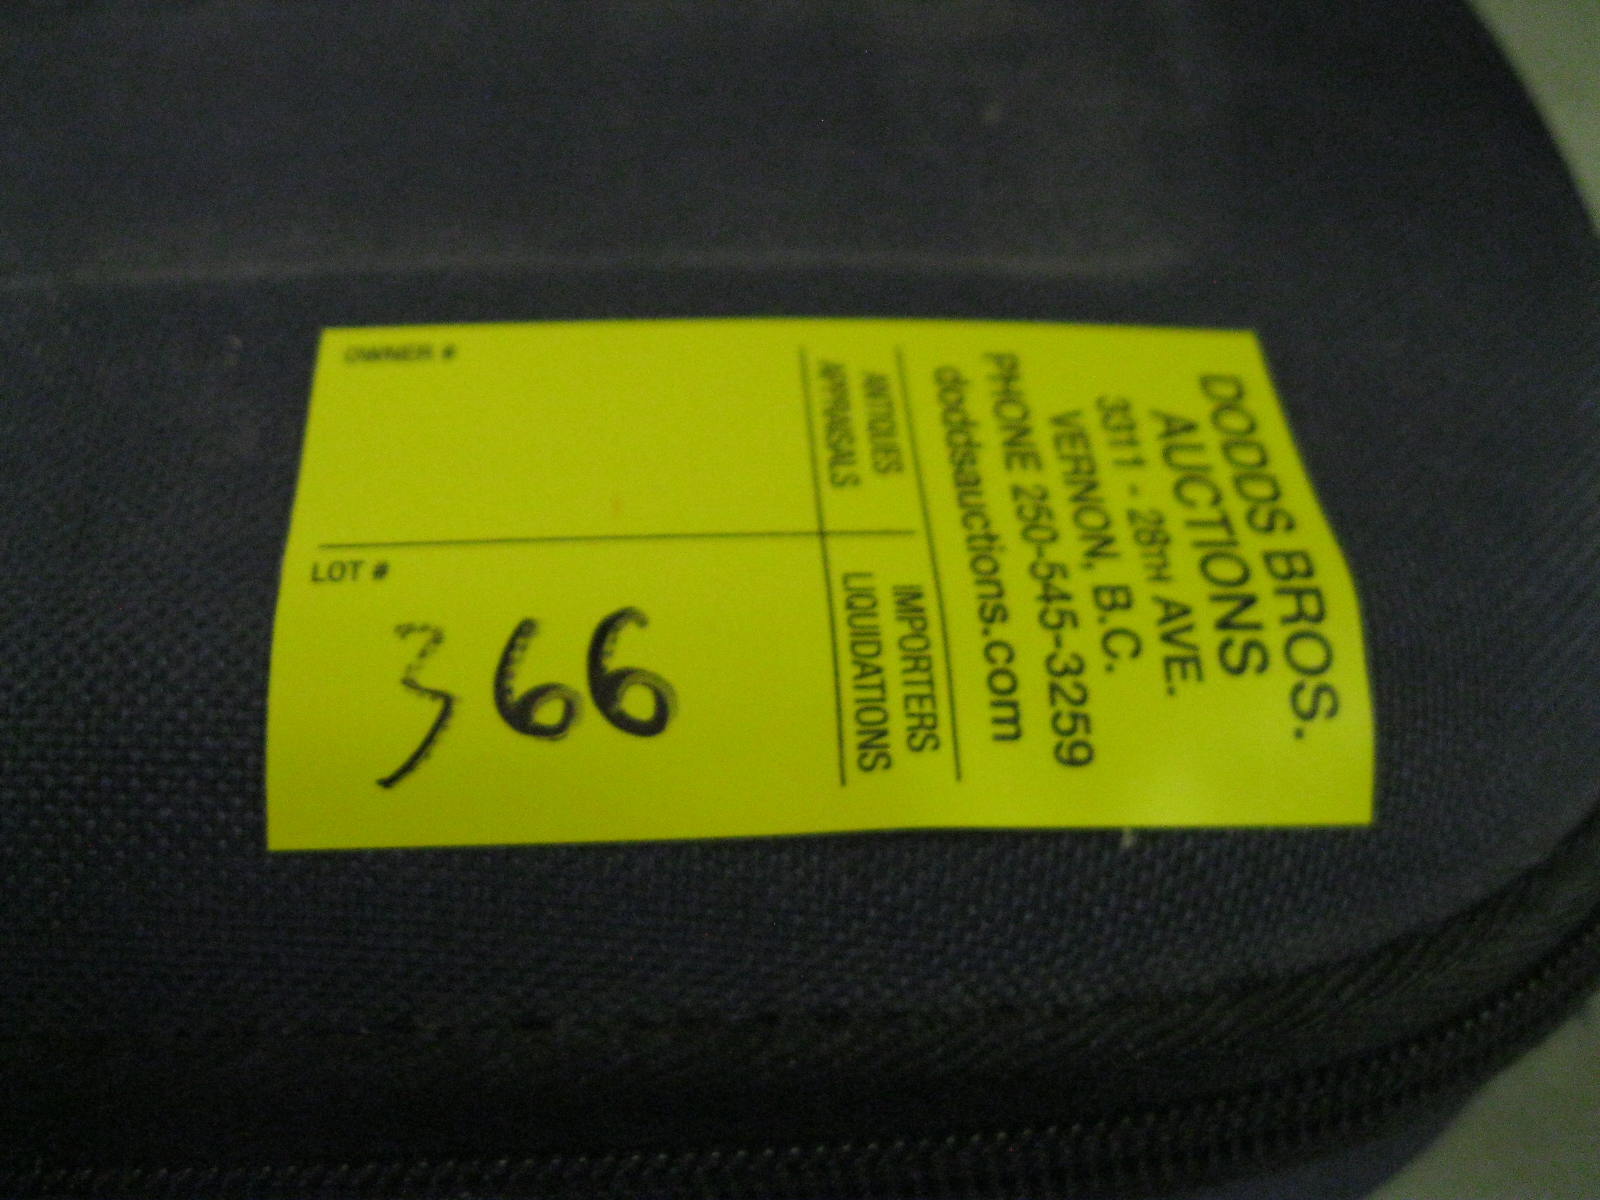 DODDS BROS.
AUCTIONS
3311 - 28TH AVE.
VERNON, B.C.
PHONE 250-545-3259
doddsauctions.com
ANTIQUES
APPRAISALS
IMPORTERS
LIQUIDATIONS
OWNER #
LOT #
366